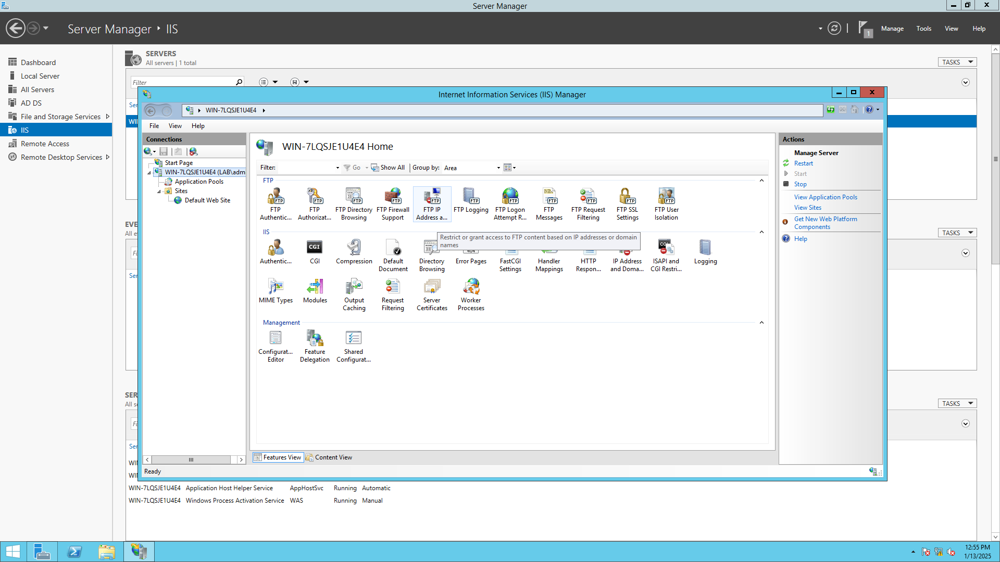 Server Manager
Server Manager ‣ IIS
1
Manage
Tools
View
Help
Dashboard
Local Server
All Servers
AD DS
File and Storage Services
IIS
Remote Access
Remote Desktop Services
SERVERS
All servers | 1 total
TASKS
Filter
Internet Information Services (IIS) Manager
WIN-7LQSJE1U4E4
File View Help
Connections
Start Page
WIN-7LQSJE1U4E4 (LAB\adm
Application Pools
Sites
Default Web Site
WIN-7LQSJE1U4E4 Home
Filter: Go Show All Group by: Area
FTP
FTP Authentic...
FTP Authorizat...
FTP Directory Browsing
FTP Firewall Support
FTP IP Address a...
FTP Logging
FTP Logon Attempt R...
FTP Messages
FTP Request Filtering
FTP SSL Settings
FTP User Isolation
Restrict or grant access to FTP content based on IP addresses or domain
names
IIS
Authentic...
CGI
Compression
Default Document
Directory Browsing
Error Pages
FastCGI Settings
Handler Mappings
HTTP Respon...
IP Address and Doma...
ISAPI and CGI Restri...
Logging
MIME Types
Modules
Output Caching
Request Filtering
Server Certificates
Worker Processes
Management
Configurat... Editor
Feature Delegation
Shared Configurat...
Features View
Content View
Ready
Actions
Manage Server
Restart
Start
Stop
View Application Pools
View Sites
Get New Web Platform
Components
Help
EVE
All e
TASKS
SER
All se
TASKS
WIN-7LQSJE1U4E4 Application Host Helper Service AppHostSvc Running Automatic
WIN-7LQSJE1U4E4 Windows Process Activation Service WAS Running Manual
12:55 PM
1/13/2025